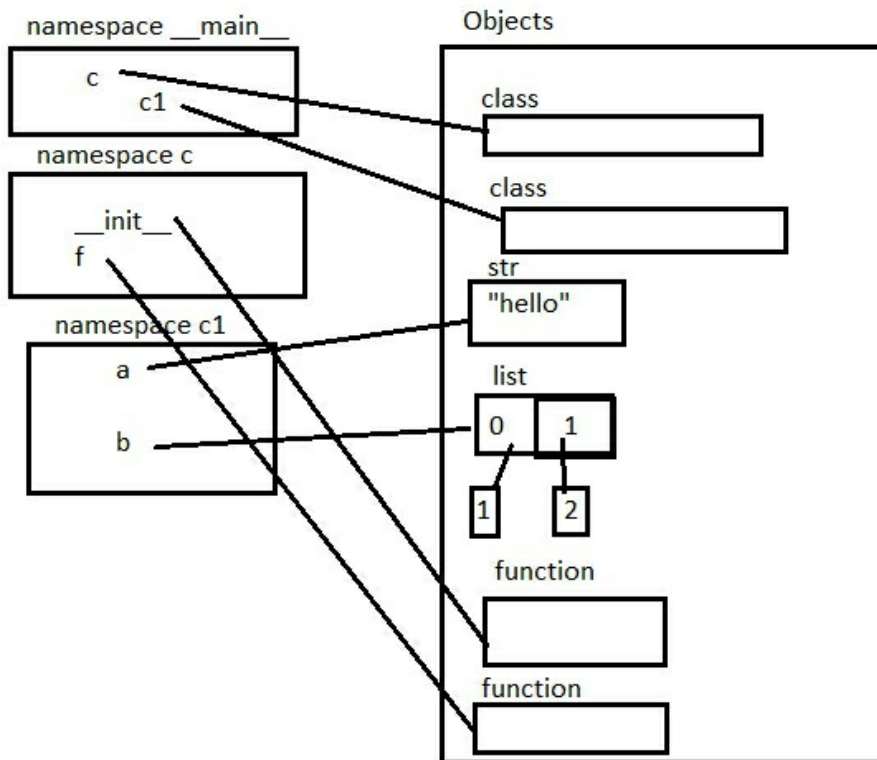 namespace __main__
c
c1
namespace c
__init__
f
namespace c1
a
b
Objects
class
class
str
"hello"
list
0 1
1 2
function
function